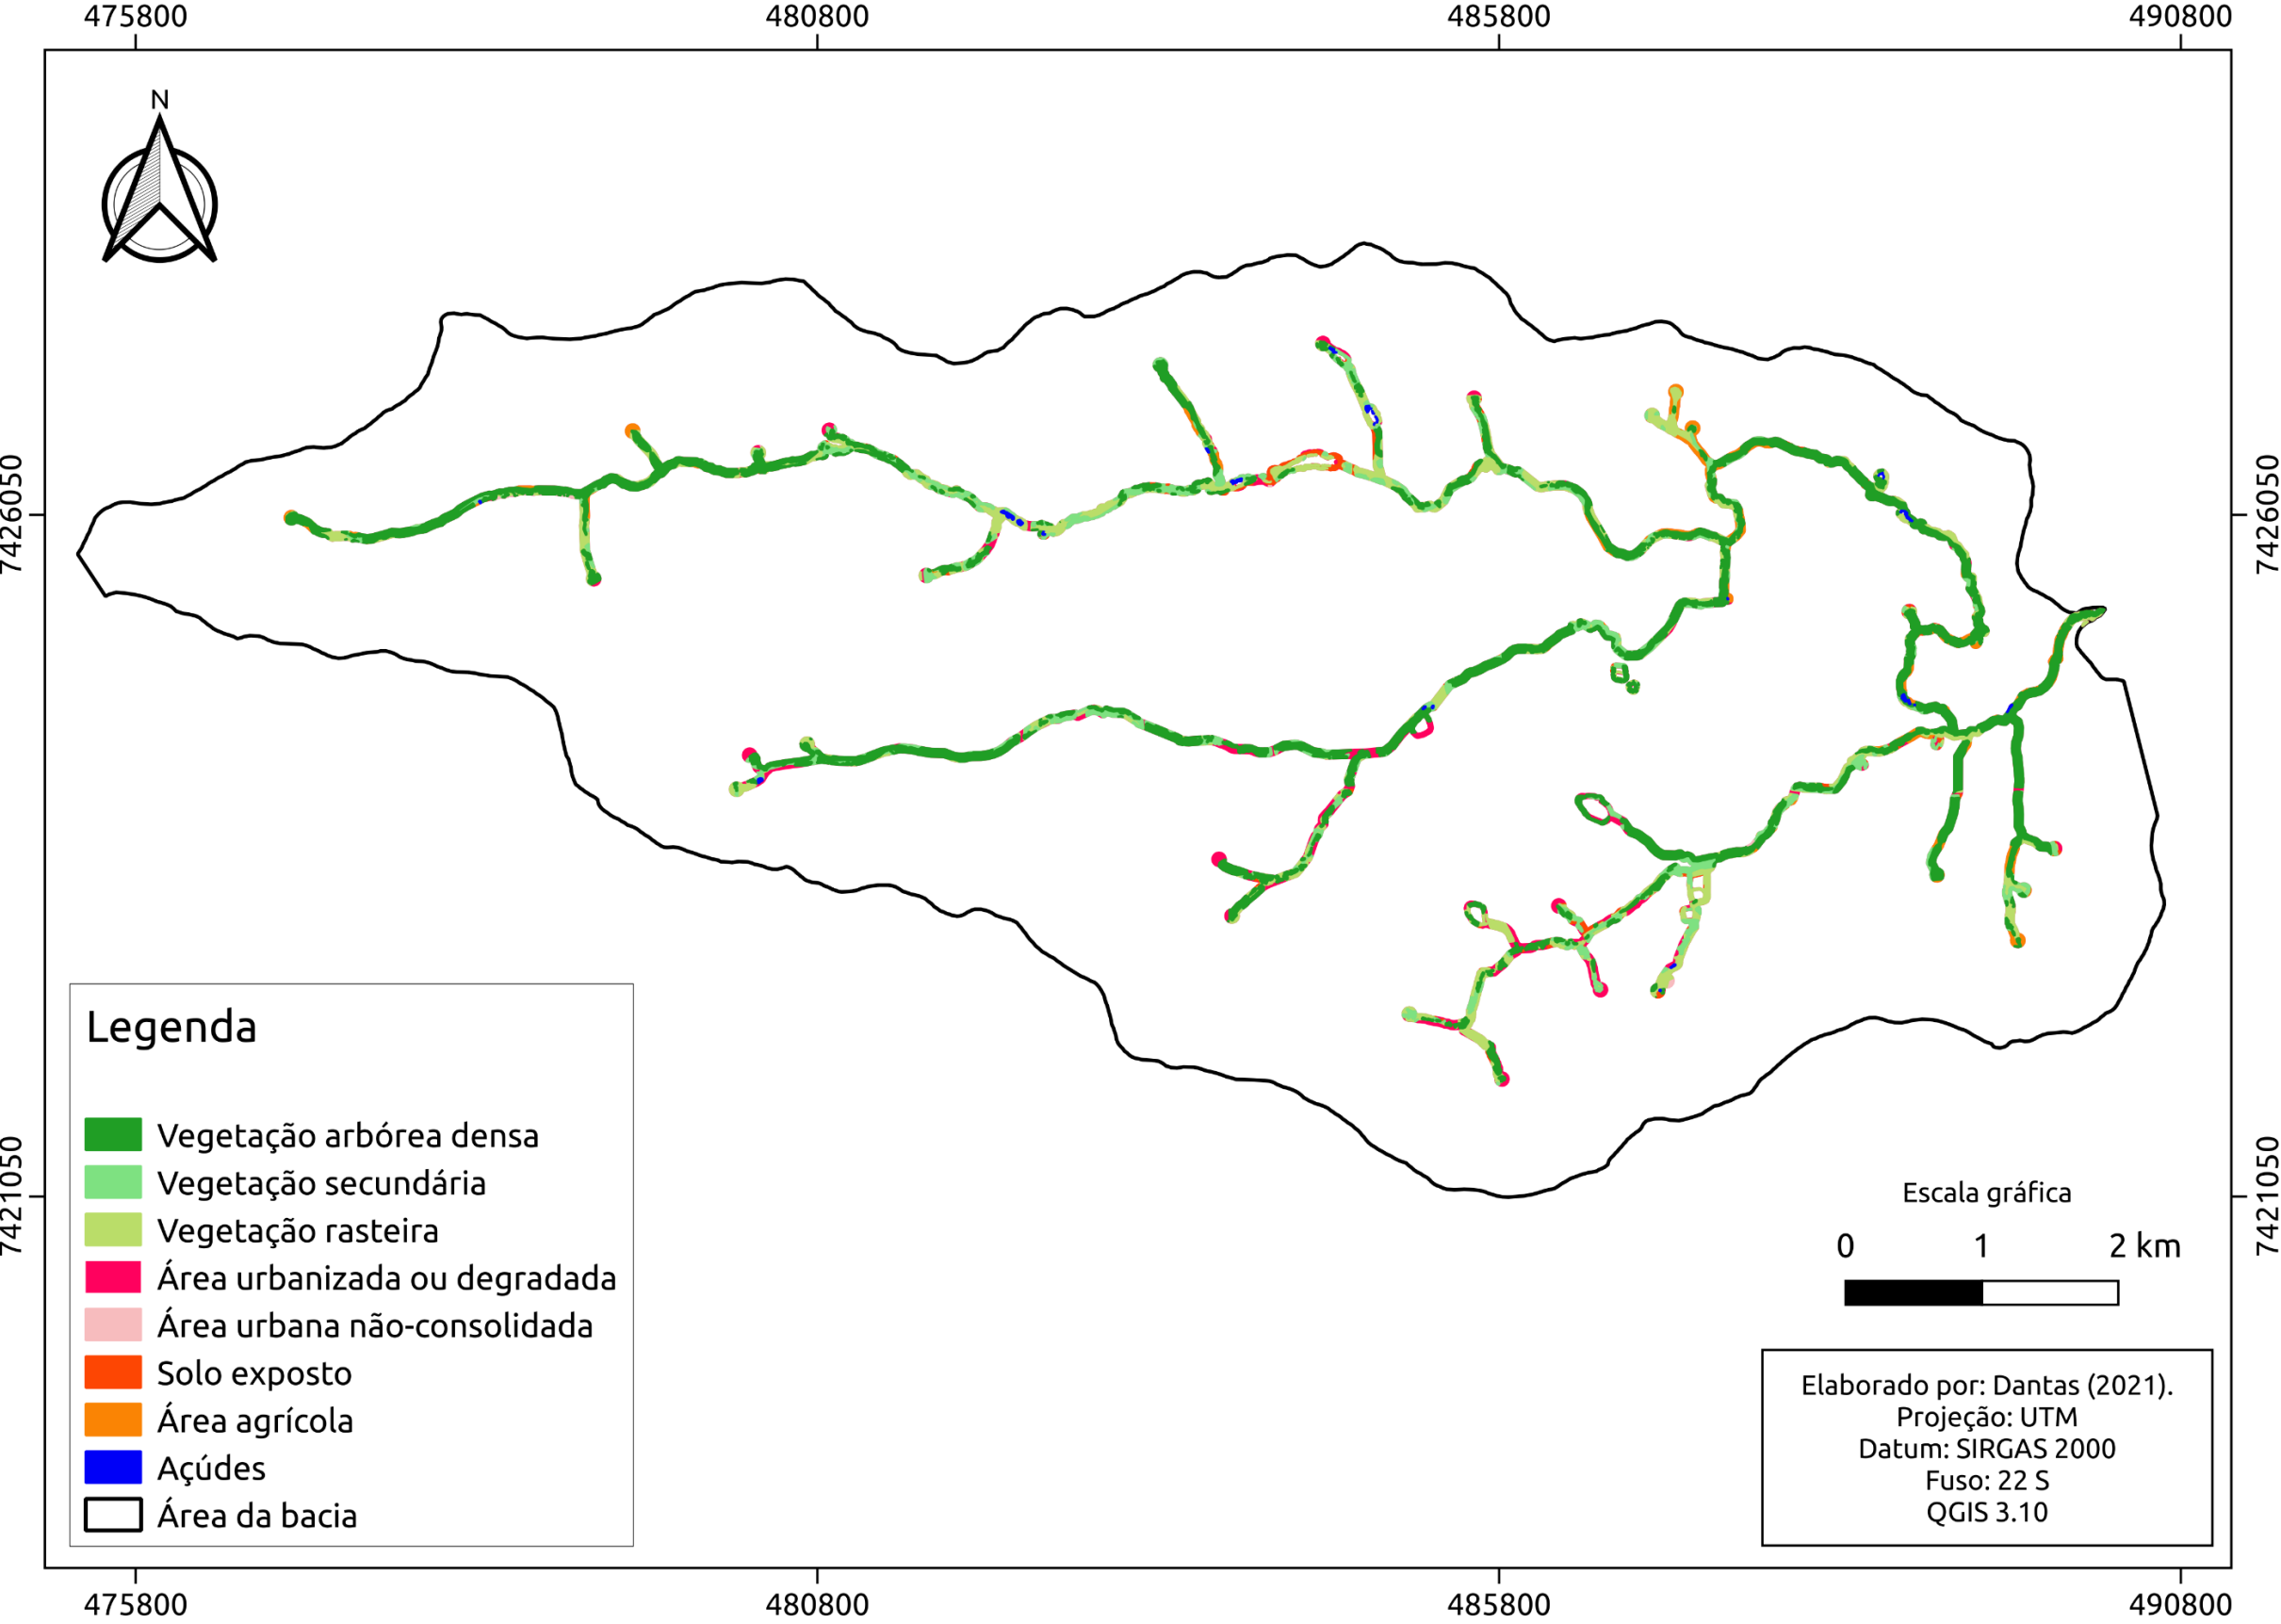 475800
480800
485800
490800
N
7426050
7426050
Legenda
Vegetação arbórea densa
Vegetação secundária
Vegetação rasteira
Área urbanizada ou degradada
Área urbana não-consolidada
Solo exposto
Área agrícola
Açúdes
Área da bacia
7421050
7421050
Escala gráfica
0 1 2 km
Elaborado por: Dantas (2021).
Projeção: UTM
Datum: SIRGAS 2000
Fuso: 22 S
QGIS 3.10
475800
480800
485800
490800